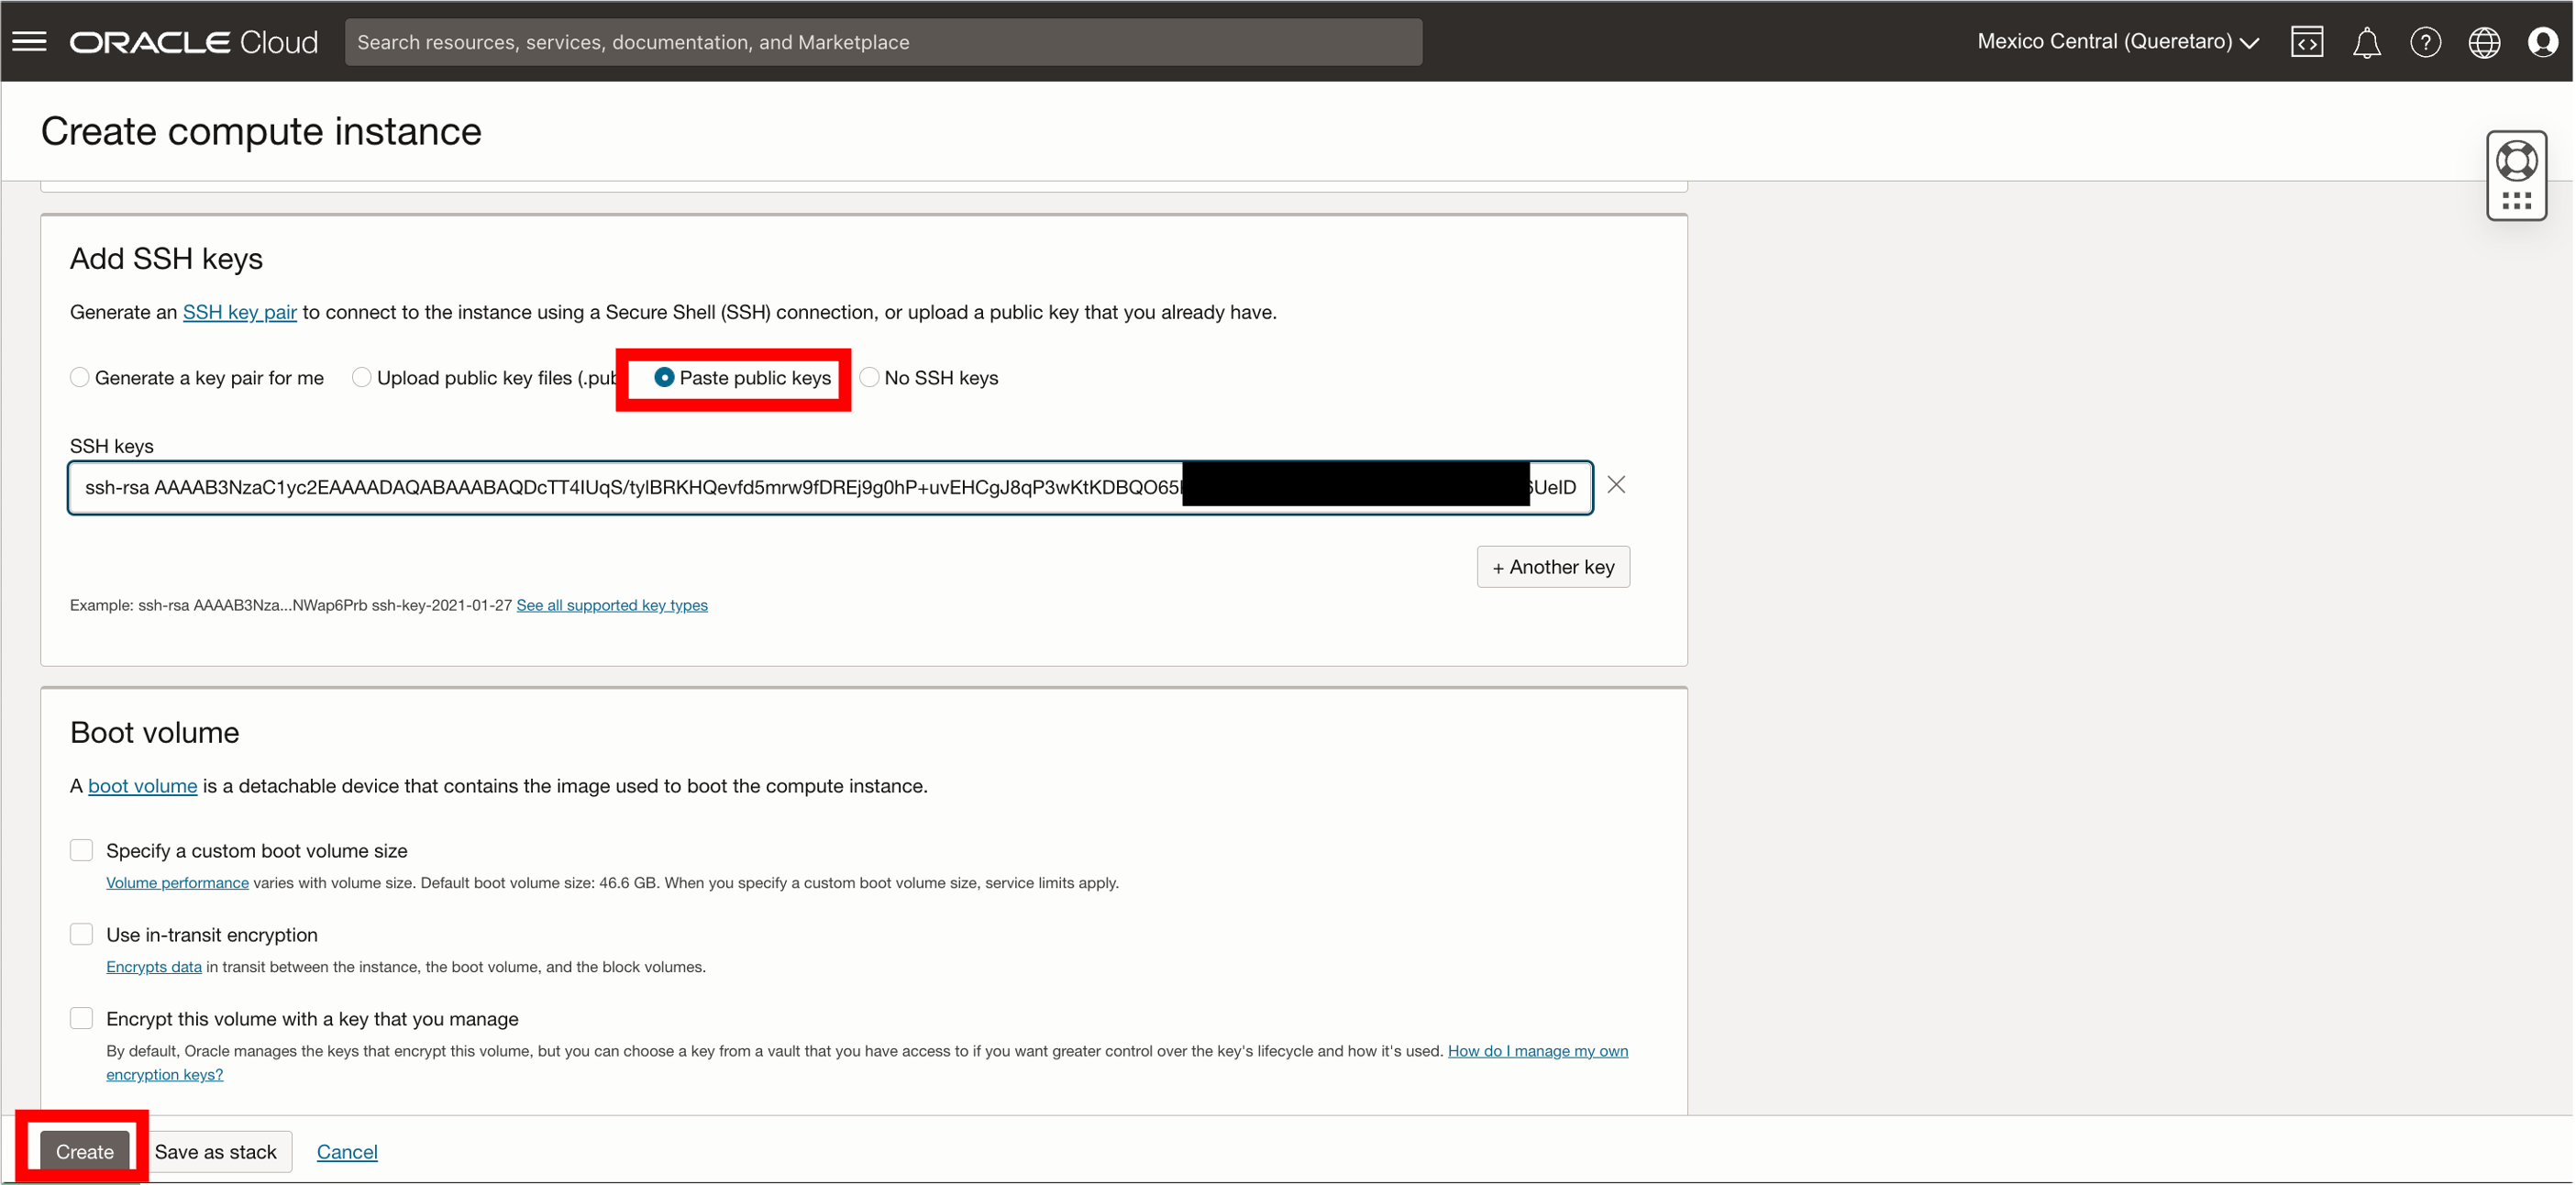 ORACLE Cloud
Search resources, services, documentation, and Marketplace
Mexico Central (Queretaro)
Create compute instance
Add SSH keys
Generate an SSH key pair to connect to the instance using a Secure Shell (SSH) connection, or upload a public key that you already have.
Generate a key pair for me
Upload public key files (.pub
Paste public keys
No SSH keys
SSH keys
ssh-rsa AAAAB3NzaC1yc2EAAAADAQABAAABAQDcTT4IUqS/tylBRKHQevfd5mrw9fDREj9g0hP+uvEHCgJ8qP3wKtKDBQO65 6UeID
+ Another key
Example: ssh-rsa AAAAB3Nza...NWap6Prb ssh-key-2021-01-27 See all supported key types
Boot volume
A boot volume is a detachable device that contains the image used to boot the compute instance.
Specify a custom boot volume size
Volume performance varies with volume size. Default boot volume size: 46.6 GB. When you specify a custom boot volume size, service limits apply.
Use in-transit encryption
Encrypts data in transit between the instance, the boot volume, and the block volumes.
Encrypt this volume with a key that you manage
By default, Oracle manages the keys that encrypt this volume, but you can choose a key from a vault that you have access to if you want greater control over the key's lifecycle and how it's used. How do I manage my own
encryption keys?
Create
Save as stack
Cancel